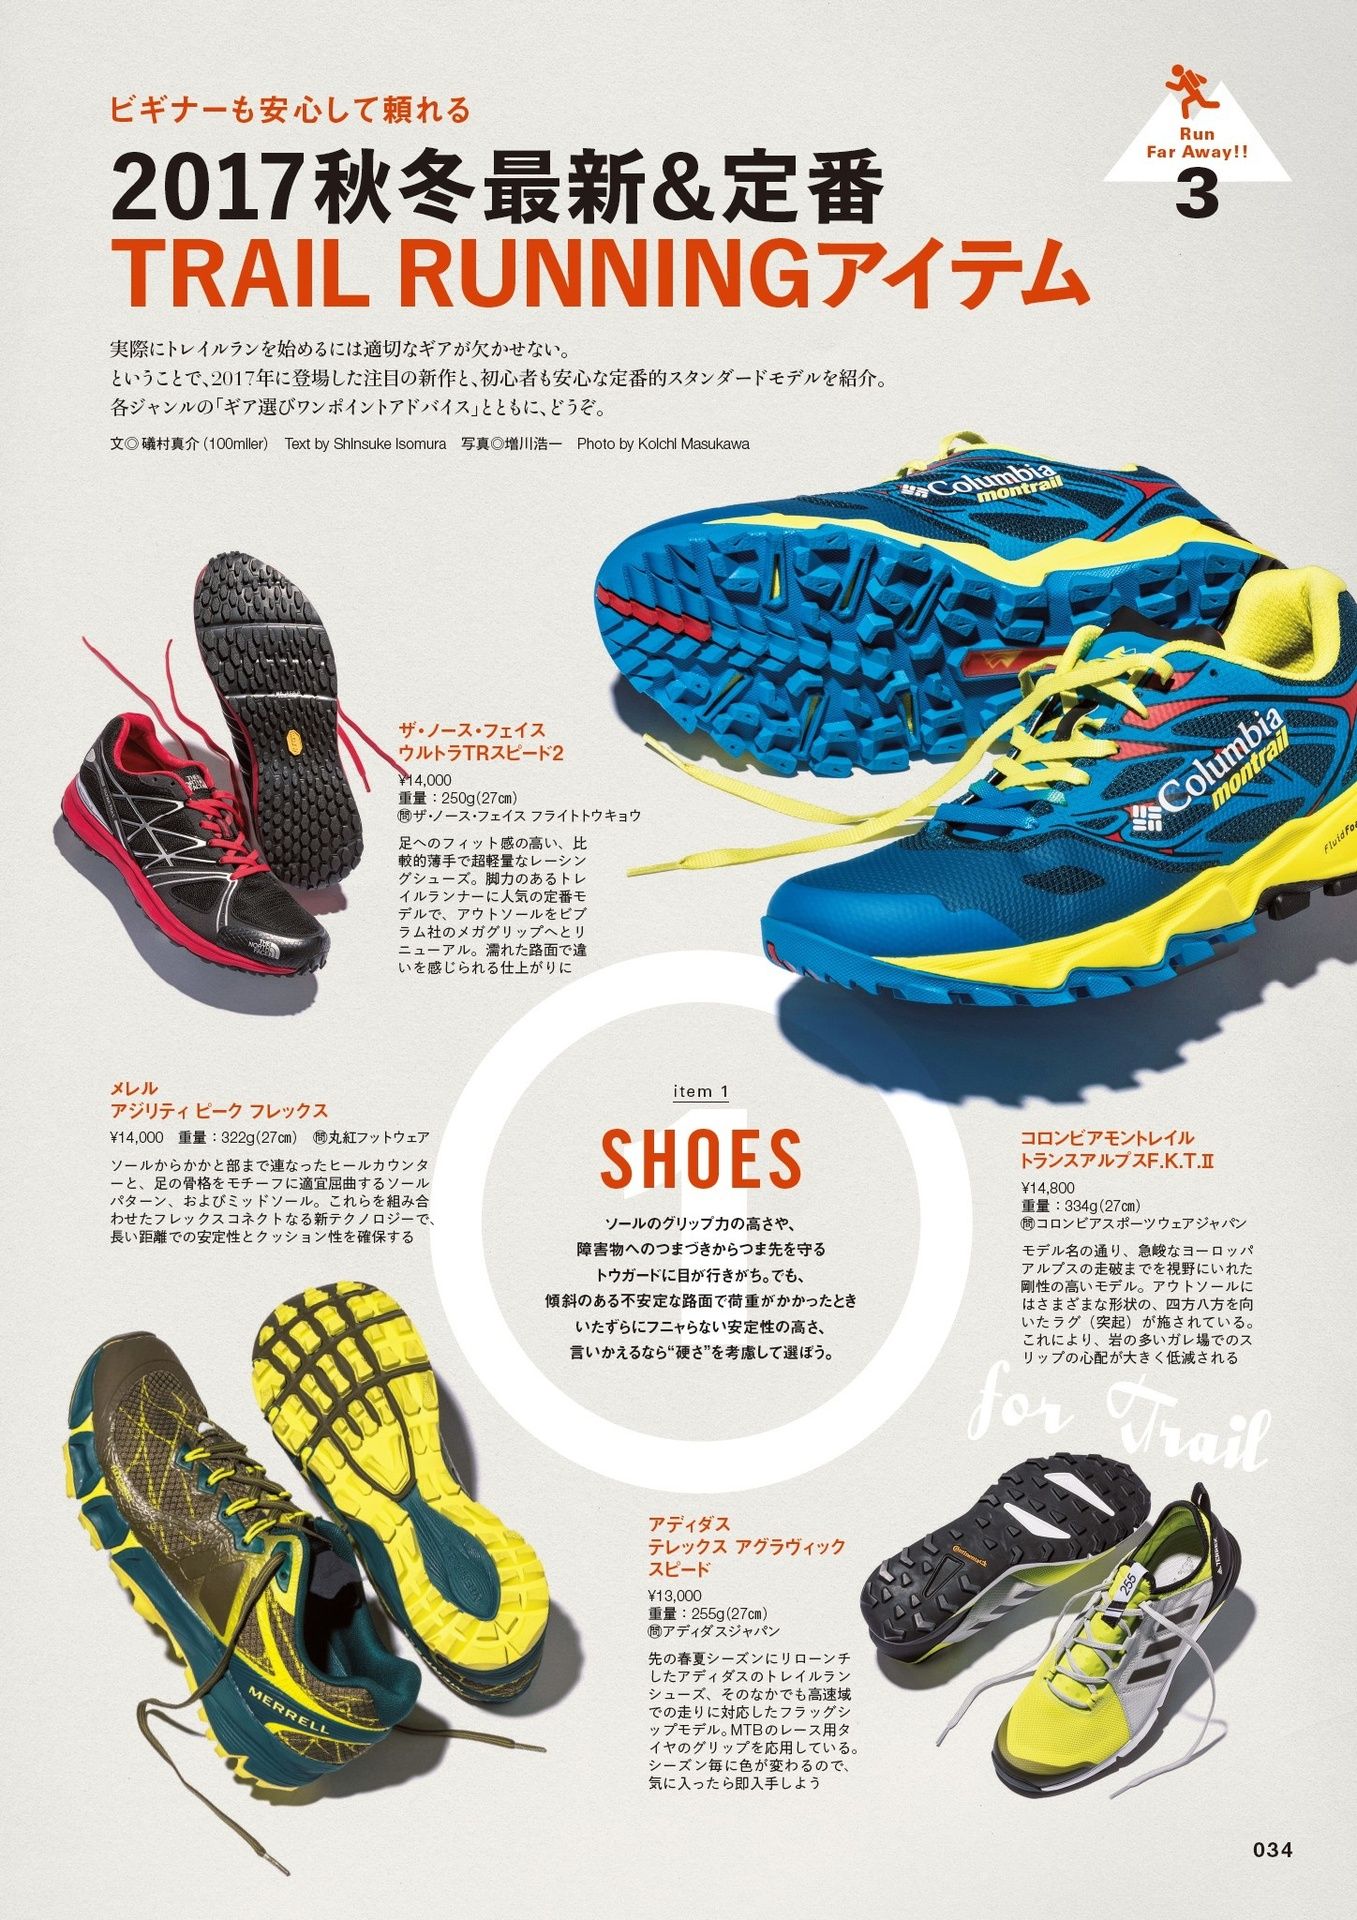 Run
Far Away!!
3
ビギナーも安心して頼れる
2017秋冬最新&定番
TRAIL RUNNINGアイテム
実際にトレイルランを始めるには適切なギアが欠かせない。
ということで、2017年に登場した注目の新作と、初心者も安心な定番的スタンダードモデルを紹介。
各ジャンルの「ギア選びワンポイントアドバイス」とともに、どうぞ。
文◎礒村真介（100miler） Text by Shinsuke Isomura 写真◎増川浩一 Photo by Koichi Masukawa
Columbia
montrail
Columbia
montrail
FluidFoam
ザ・ノース・フェイス
ウルトラTRスピード2
¥14,000
重量：250g(27㎝)
㉄ザ・ノース・フェイス フライトトウキョウ
足へのフィット感の高い、比
較的薄手で超軽量なレーシン
グシューズ。脚力のあるトレ
イルランナーに人気の定番モ
デルで、アウトソールをビブ
ラム社のメガグリップへとリ
ニューアル。濡れた路面で違
いを感じられる仕上がりに
メレル
アジリティ ピーク フレックス
¥14,000 重量：322g(27㎝) ㉄丸紅フットウェア
ソールからかかと部まで連なったヒールカウンタ
ーと、足の骨格をモチーフに適宜屈曲するソール
パターン、およびミッドソール。これらを組み合
わせたフレックスコネクトなる新テクノロジーで、
長い距離での安定性とクッション性を確保する
item 1
1
SHOES
ソールのグリップ力の高さや、
障害物へのつまづきからつま先を守る
トウガードに目が行きがち。でも、
傾斜のある不安定な路面で荷重がかかったとき
いたずらにフニャらない安定性の高さ、
言いかえるなら“硬さ”を考慮して選ぼう。
コロンビアモントレイル
トランスアルプスF.K.T.Ⅱ
¥14,800
重量：334g(27㎝)
㉄コロンビアスポーツウェアジャパン
モデル名の通り、急峻なヨーロッパ
アルプスの走破までを視野にいれた
剛性の高いモデル。アウトソールに
はさまざまな形状の、四方八方を向
いたラグ（突起）が施されている。
これにより、岩の多いガレ場でのス
リップの心配が大きく低減される
for Trail
アディダス
テレックス アグラヴィック
スピード
¥13,000
重量：255g(27㎝)
㉄アディダスジャパン
先の春夏シーズンにリローンチ
したアディダスのトレイルラン
シューズ、そのなかでも高速域
での走りに対応したフラッグシ
ップモデル。MTBのレース用タ
イヤのグリップを応用している。
シーズン毎に色が変わるので、
気に入ったら即入手しよう
MERRELL
Continental
255
THE
NORTH
FACE
034